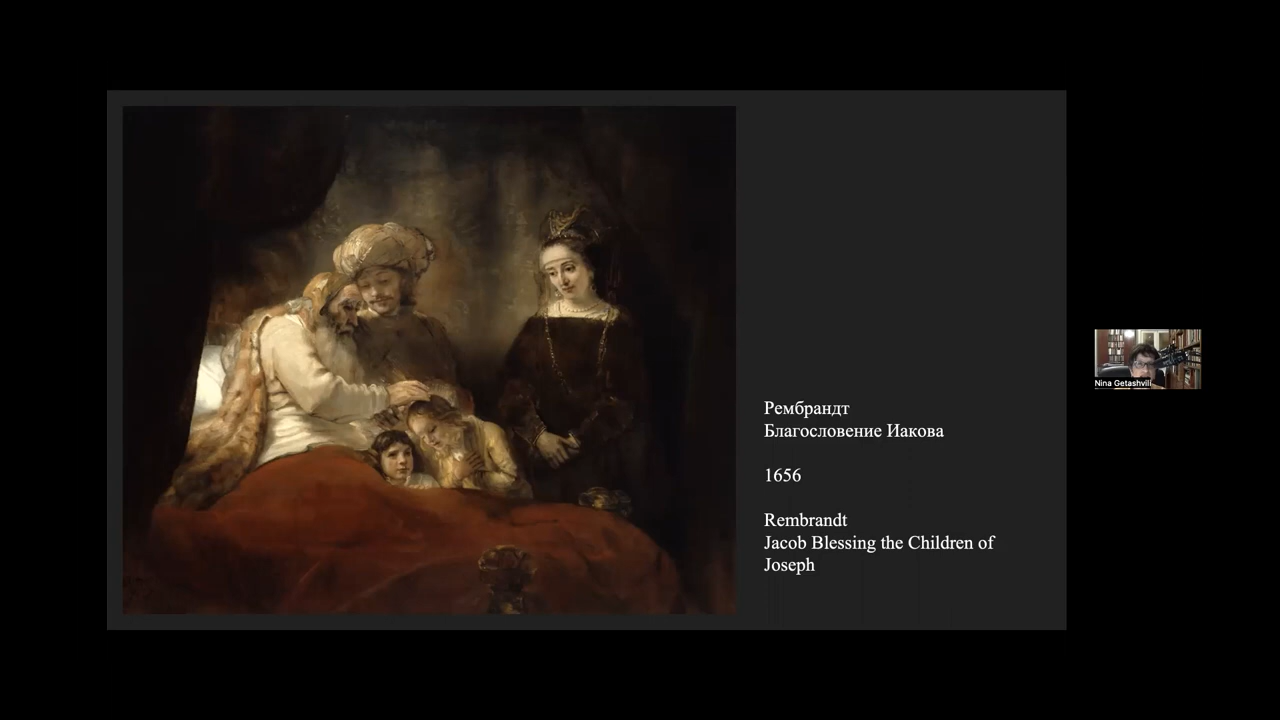 Рембрандт
Благословение Иакова
1656
Rembrandt
Jacob Blessing the Children of
Joseph
Nina Getashvili